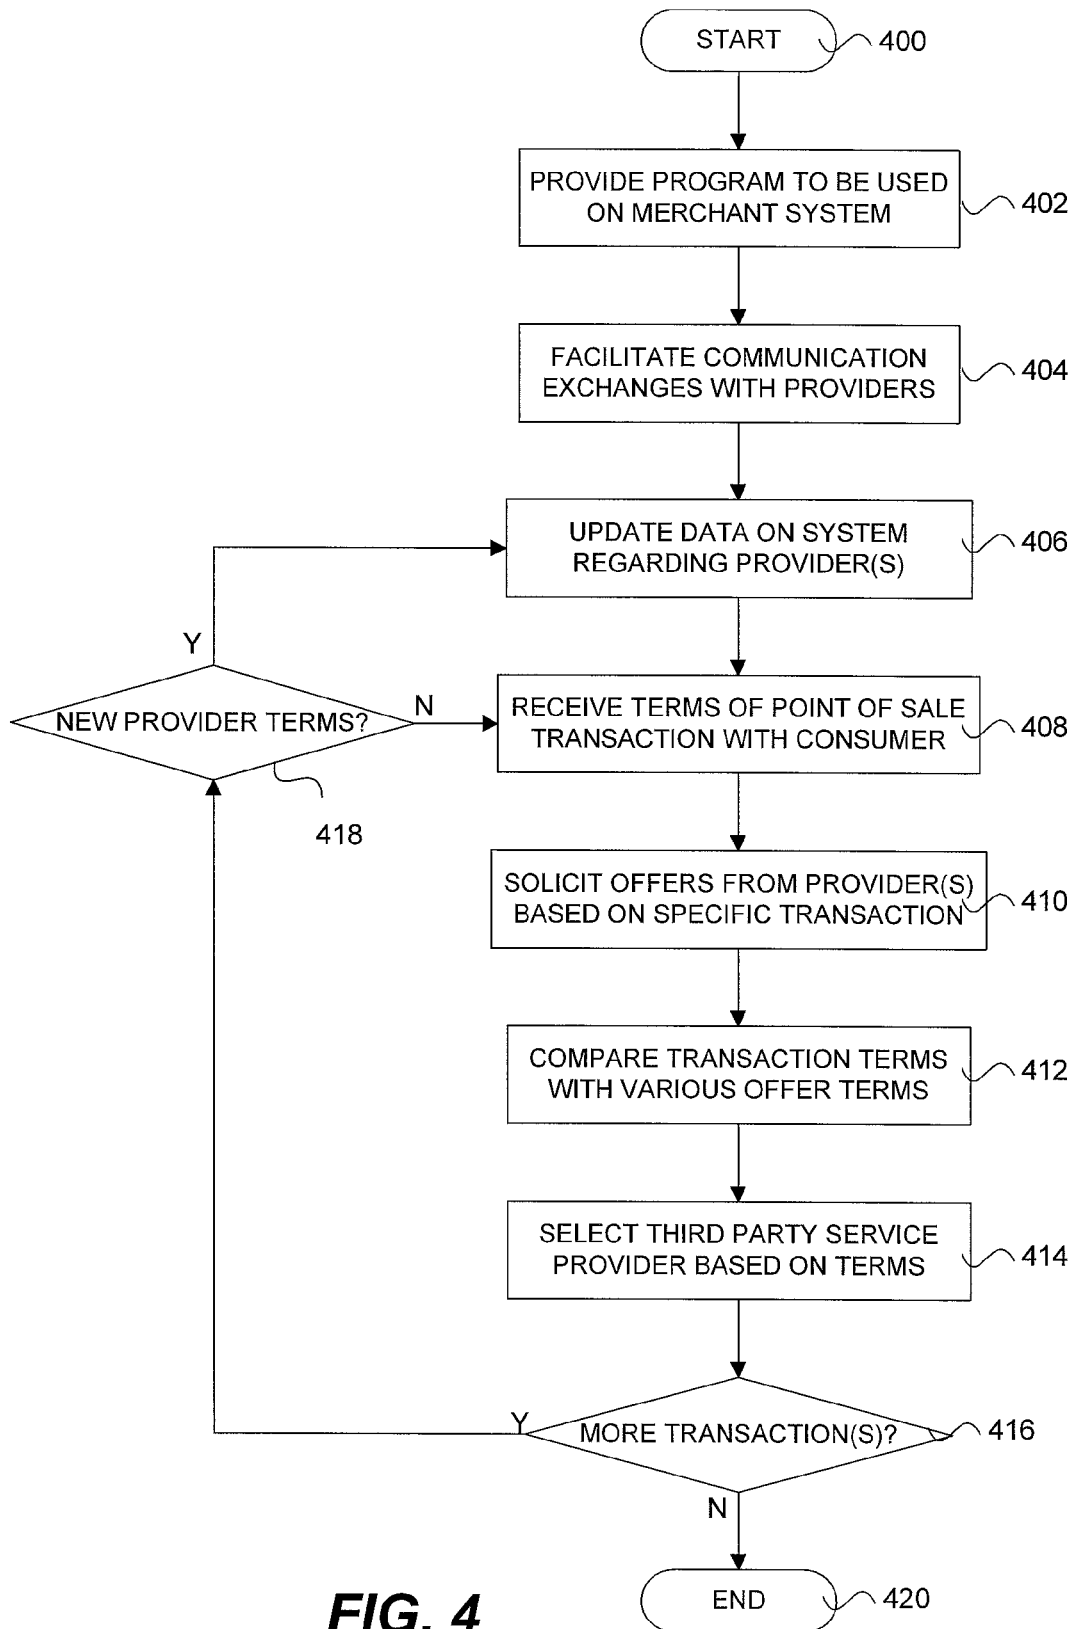 START
400
PROVIDE PROGRAM TO BE USED
ON MERCHANT SYSTEM
402
FACILITATE COMMUNICATION
EXCHANGES WITH PROVIDERS
404
UPDATE DATA ON SYSTEM
REGARDING PROVIDER(S)
406
Y
NEW PROVIDER TERMS?
N
418
RECEIVE TERMS OF POINT OF SALE
TRANSACTION WITH CONSUMER
408
SOLICIT OFFERS FROM PROVIDER(S)
BASED ON SPECIFIC TRANSACTION
410
COMPARE TRANSACTION TERMS
WITH VARIOUS OFFER TERMS
412
SELECT THIRD PARTY SERVICE
PROVIDER BASED ON TERMS
414
Y
MORE TRANSACTION(S)?
416
N
END
420
FIG. 4